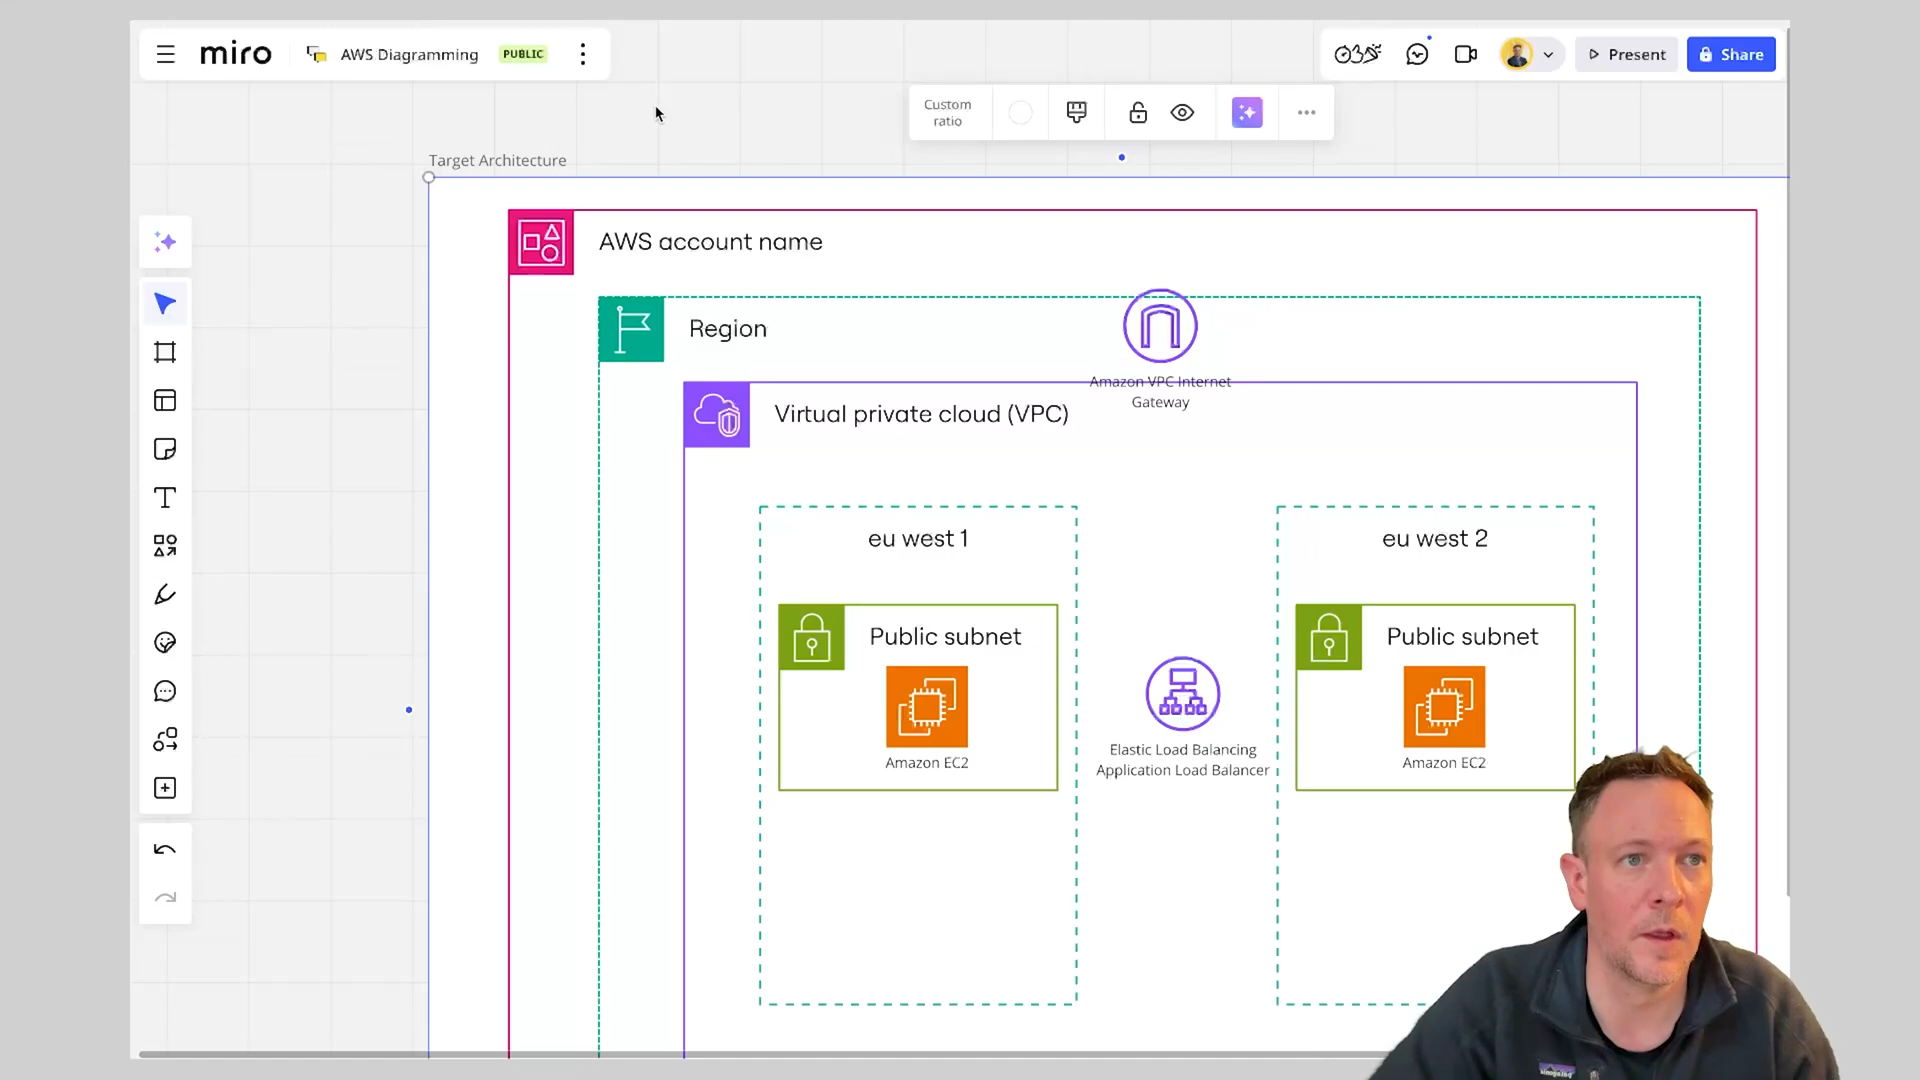 miro
AWS Diagramming
PUBLIC
Present
Share
Custom
ratio
Target Architecture
AWS account name
Region
Amazon VPC Internet
Gateway
Virtual private cloud (VPC)
eu west 1
eu west 2
Public subnet
Public subnet
Amazon EC2
Amazon EC2
Elastic Load Balancing
Application Load Balancer